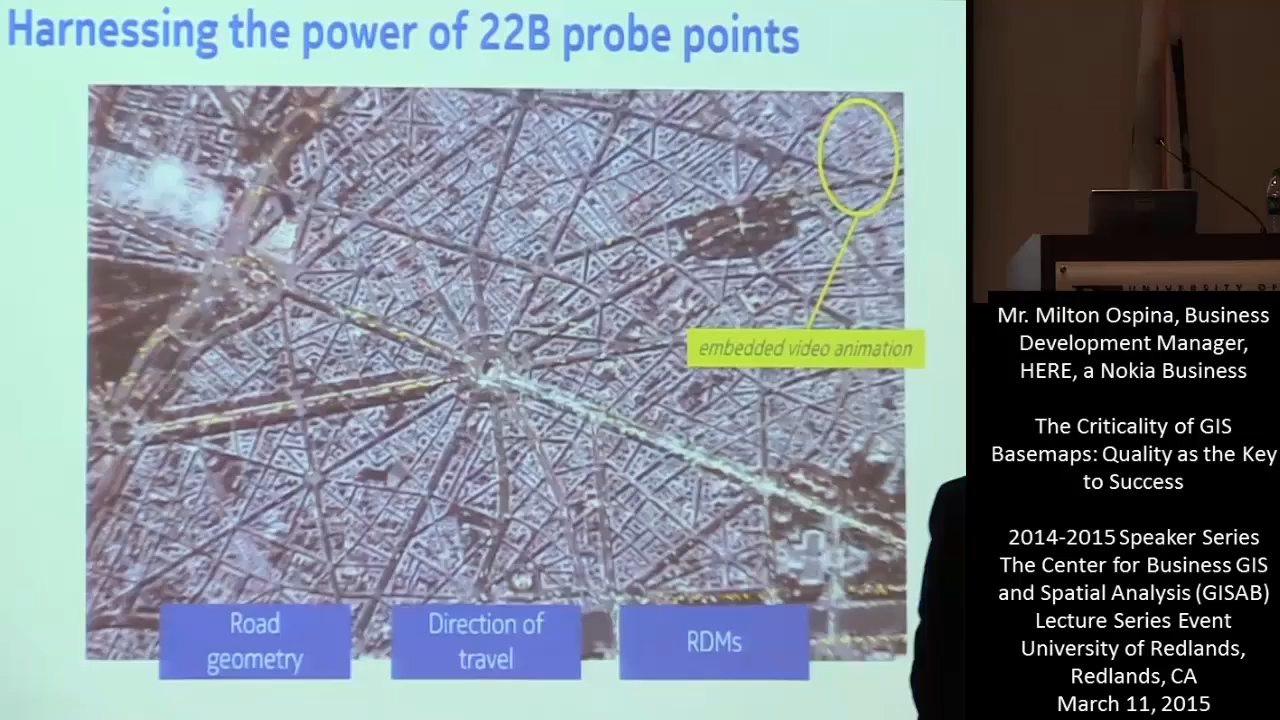 Harnessing the power of 22B probe points
embedded video animation
Road
geometry
Direction of
travel
RDMs
UNIVERSITY OF
Mr. Milton Ospina, Business
Development Manager,
HERE, a Nokia Business
The Criticality of GIS
Basemaps: Quality as the Key
to Success
2014-2015 Speaker Series
The Center for Business GIS
and Spatial Analysis (GISAB)
Lecture Series Event
University of Redlands,
Redlands, CA
March 11, 2015